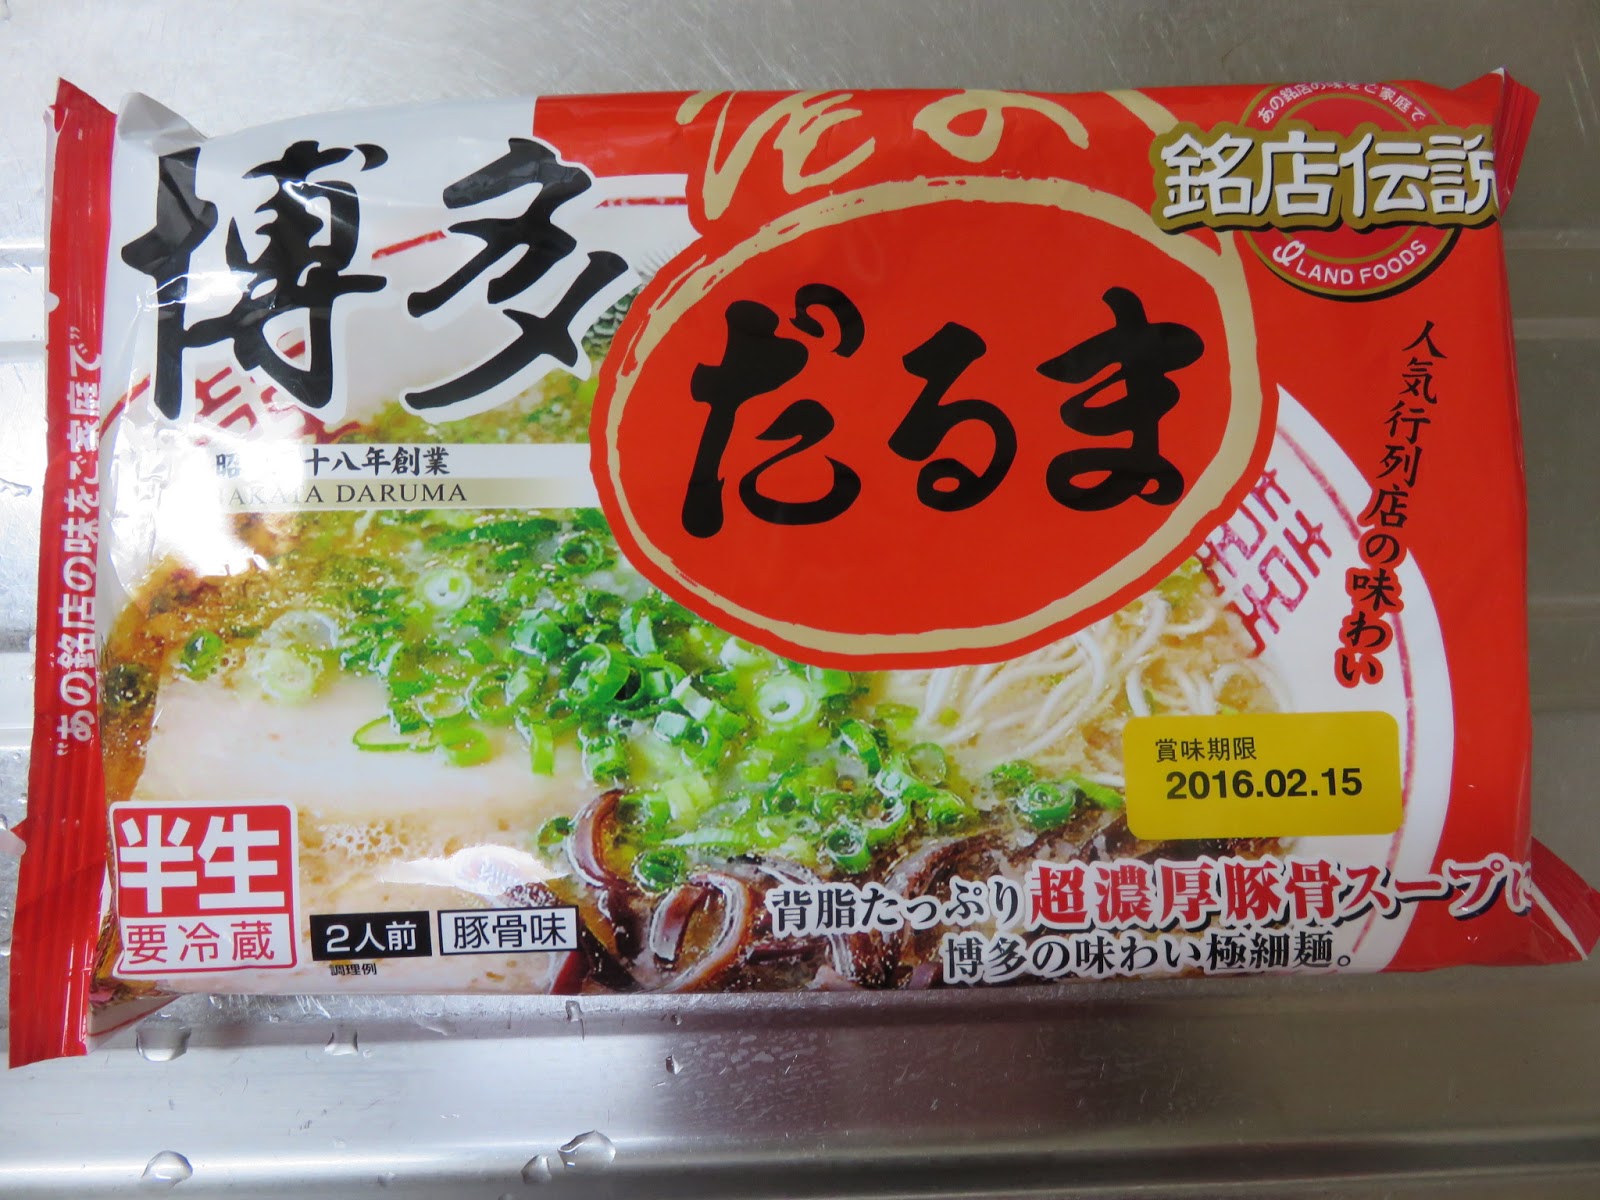 博多
だるま
あの銘店の味をご家庭で
銘店伝説
LAND FOODS
人気行列店の味わい
十八年創業
HAKATA DARUMA
"あの銘店の味をご家庭で"
賞味期限
2016.02.15
半生
要冷蔵
2人前
豚骨味
調理例
背脂たっぷり超濃厚豚骨スープに
博多の味わい極細麺。